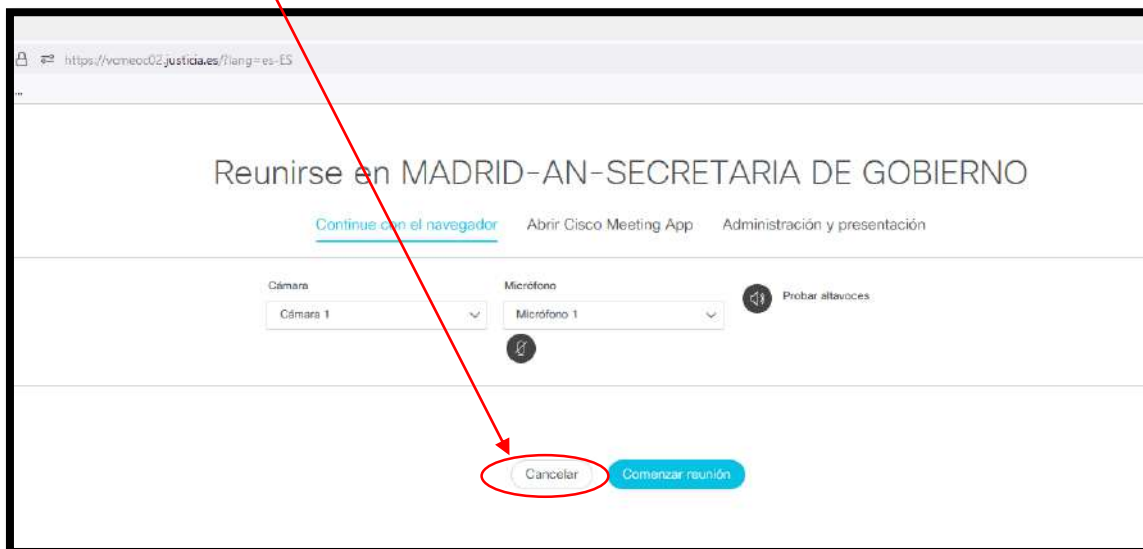 https://vcmeoc02.justicia.es/?lang=es-ES
...
Reunirse en MADRID-AN-SECRETARIA DE GOBIERNO
Continue con el navegador Abrir Cisco Meeting App Administración y presentación
Cámara Micrófono
Cámara 1 Micrófono 1 Probar altavoces
Cancelar Comenzar reunión